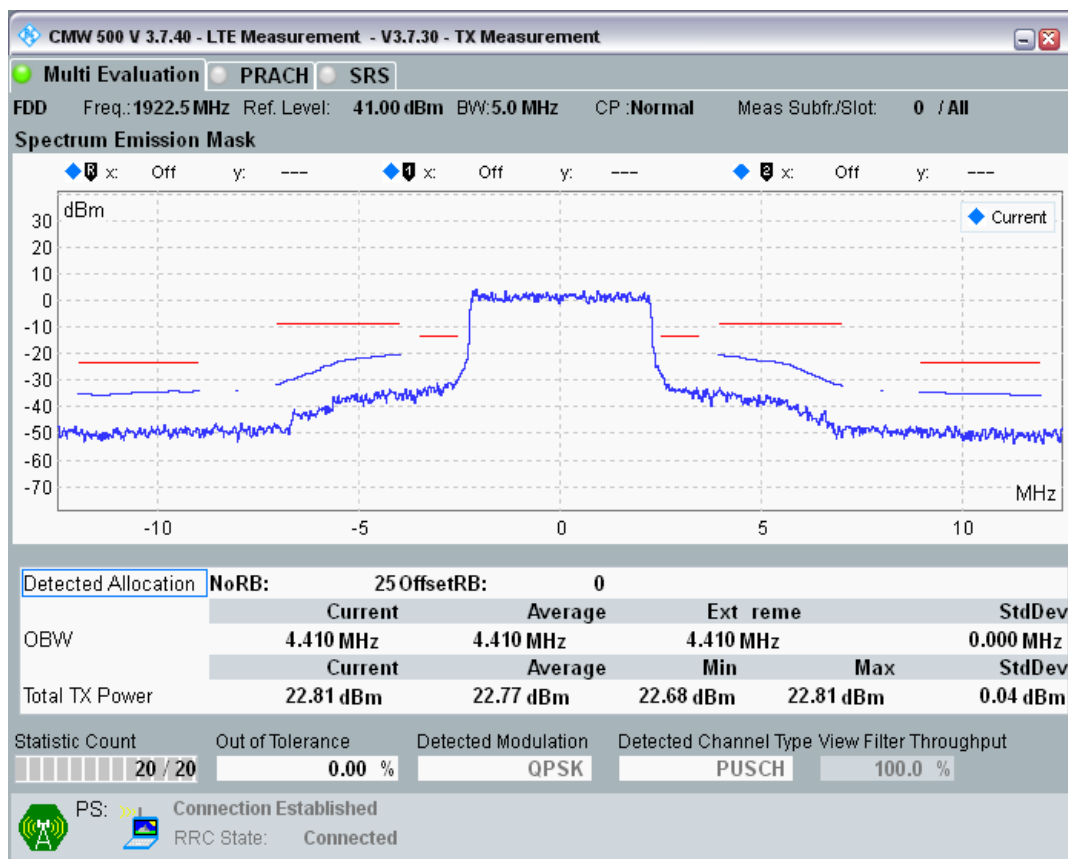 CMW 500 V 3.7.40 - LTE Measurement - V3.7.30 - TX Measurement
Multi Evaluation PRACH SRS
FDD Freq.: 1922.5 MHz Ref. Level: 41.00 dBm BW: 5.0 MHz CP : Normal Meas Subfr./Slot: 0 / All
Spectrum Emission Mask
R x: Off y: --- 1 x: Off y: --- 2 x: Off y: ---
dBm
Current
30
20
10
0
-10
-20
-30
-40
-50
-60
-70
MHz
-10 -5 0 5 10
Detected Allocation NoRB: 25 OffsetRB: 0
Current Average Ext reme StdDev
OBW 4.410 MHz 4.410 MHz 4.410 MHz 0.000 MHz
Current Average Min Max StdDev
Total TX Power 22.81 dBm 22.77 dBm 22.68 dBm 22.81 dBm 0.04 dBm
Statistic Count Out of Tolerance Detected Modulation Detected Channel Type View Filter Throughput
20 / 20 0.00 % QPSK PUSCH 100.0 %
PS: Connection Established
RRC State: Connected